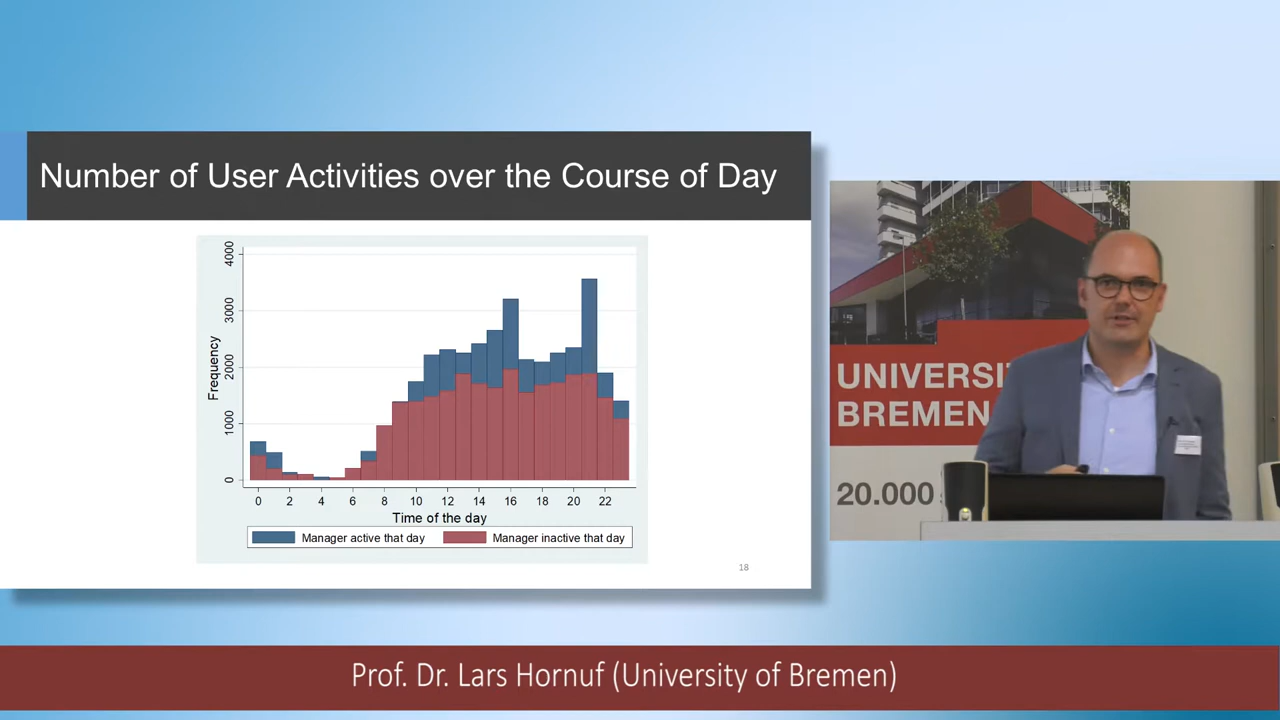 Number of User Activities over the Course of Day
4000
3000
2000
1000
0
Frequency
0 2 4 6 8 10 12 14 16 18 20 22
Time of the day
Manager active that day
Manager inactive that day
18
UNIVERSI
BREMEN
20.000
Prof. Dr. Lars Hornuf (University of Bremen)